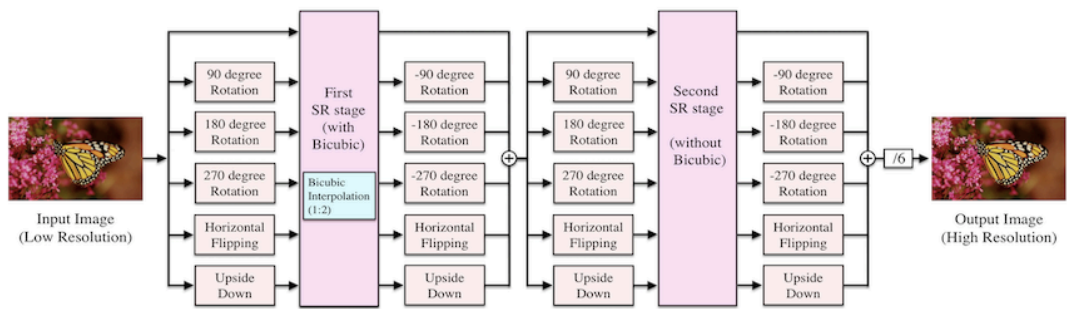 Input Image
(Low Resolution)
90 degree
Rotation
180 degree
Rotation
270 degree
Rotation
Horizontal
Flipping
Upside
Down
First
SR stage
(with
Bicubic)
Bicubic
Interpolation
(1:2)
-90 degree
Rotation
-180 degree
Rotation
-270 degree
Rotation
Horizontal
Flipping
Upside
Down
+
90 degree
Rotation
180 degree
Rotation
270 degree
Rotation
Horizontal
Flipping
Upside
Down
Second
SR stage
(without
Bicubic)
-90 degree
Rotation
-180 degree
Rotation
-270 degree
Rotation
Horizontal
Flipping
Upside
Down
+
/6
Output Image
(High Resolution)